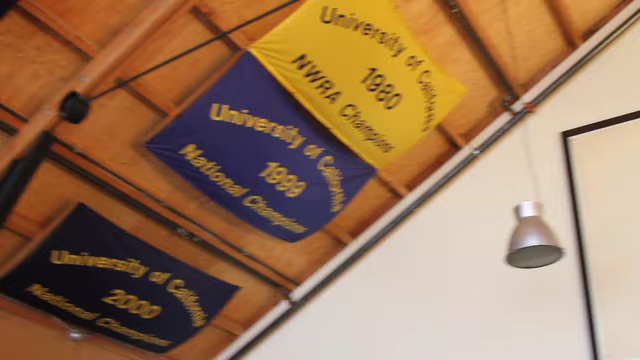 University of California
1980
NWRA Champions
University of California
1999
National Champions
University of California
2000
National Champions